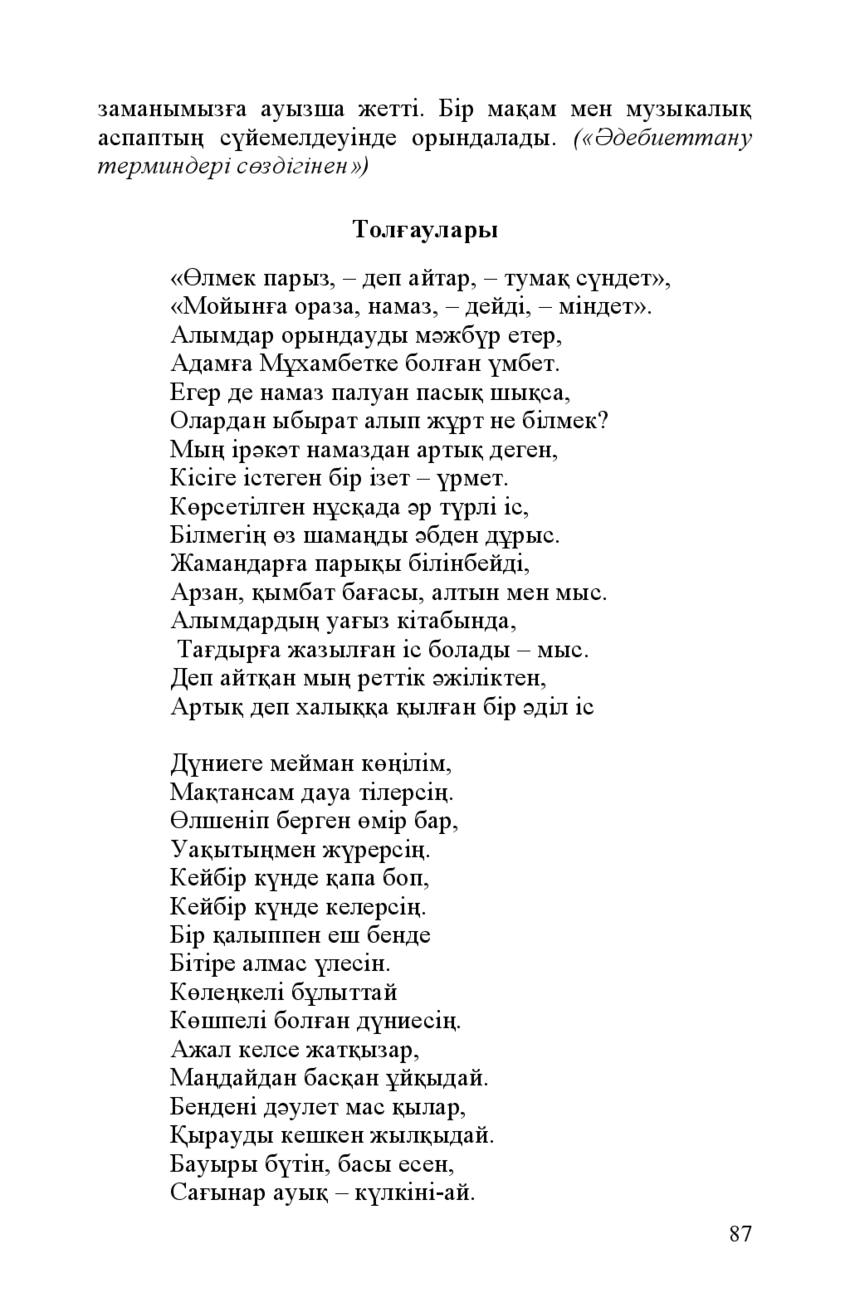 заманымызға ауызша жетті. Бір мақам мен музыкалық
аспаптың сүйемелдеуінде орындалады. («Әдебиеттану
терминдері сөздігінен»)
Толғаулары
«Өлмек парыз, – деп айтар, – тумақ сүндет»,
«Мойынға ораза, намаз, – дейді, – міндет».
Алымдар орындауды мәжбүр етер,
Адамға Мұхамбетке болған үмбет.
Егер де намаз палуан пасық шықса,
Олардан ыбырат алып жұрт не білмек?
Мың ірәкәт намаздан артық деген,
Кісіге істеген бір ізет – үрмет.
Көрсетілген нұсқада әр түрлі іс,
Білмегің өз шамаңды әбден дұрыс.
Жамандарға парықы білінбейді,
Арзан, қымбат бағасы, алтын мен мыс.
Алымдардың уағыз кітабында,
Тағдырға жазылған іс болады – мыс.
Деп айтқан мың реттік әжіліктен,
Артық деп халыққа қылған бір әділ іс
Дүниеге мейман көңілім,
Мақтансам дауа тілерсің.
Өлшеніп берген өмір бар,
Уақытыңмен жүрерсің.
Кейбір күнде қапа боп,
Кейбір күнде келерсің.
Бір қалыппен еш бенде
Бітіре алмас үлесін.
Көлеңкелі бұлыттай
Көшпелі болған дүниесің.
Ажал келсе жатқызар,
Маңдайдан басқан ұйқыдай.
Бендені дәулет мас қылар,
Қырауды кешкен жылқыдай.
Бауыры бүтін, басы есен,
Сағынар ауық – күлкіні-ай.
87